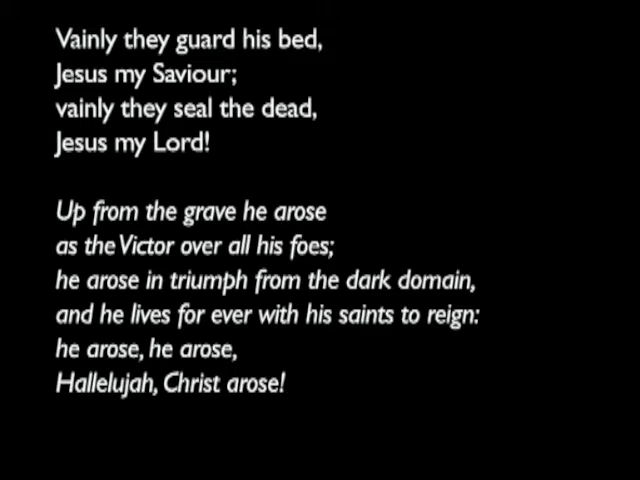 Vainly they guard his bed,
Jesus my Saviour;
vainly they seal the dead,
Jesus my Lord!
Up from the grave he arose
as the Victor over all his foes;
he arose in triumph from the dark domain,
and he lives for ever with his saints to reign:
he arose, he arose,
Hallelujah, Christ arose!